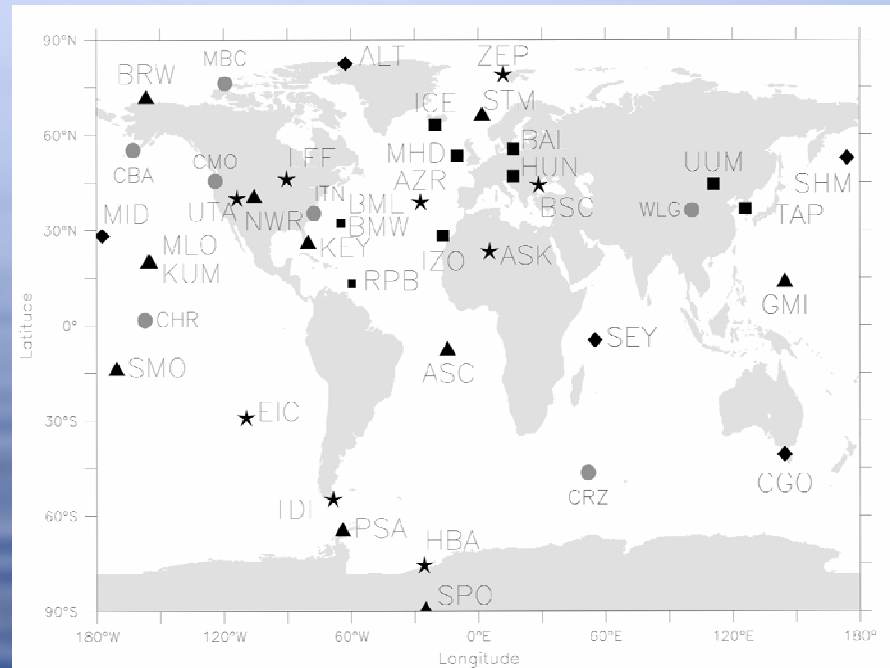 90°N
MBC
ALT
ZEP
BRW
ICE
STM
60°N
MHD
BAI
HUN
UUM
CBA
CMO
LEF
AZR
SHM
ITN
BML
BSC
WLG
TAP
MID
UTA
NWR
BMW
30°N
MLO
KEY
IZO
ASK
KUM
RPB
GMI
Latitude
0°
CHR
SEY
SMO
ASC
30°S
EIC
CGO
CRZ
60°S
PSA
HBA
SPO
90°S
180°W
120°W
60°W
0°E
60°E
120°E
180°
Longitude